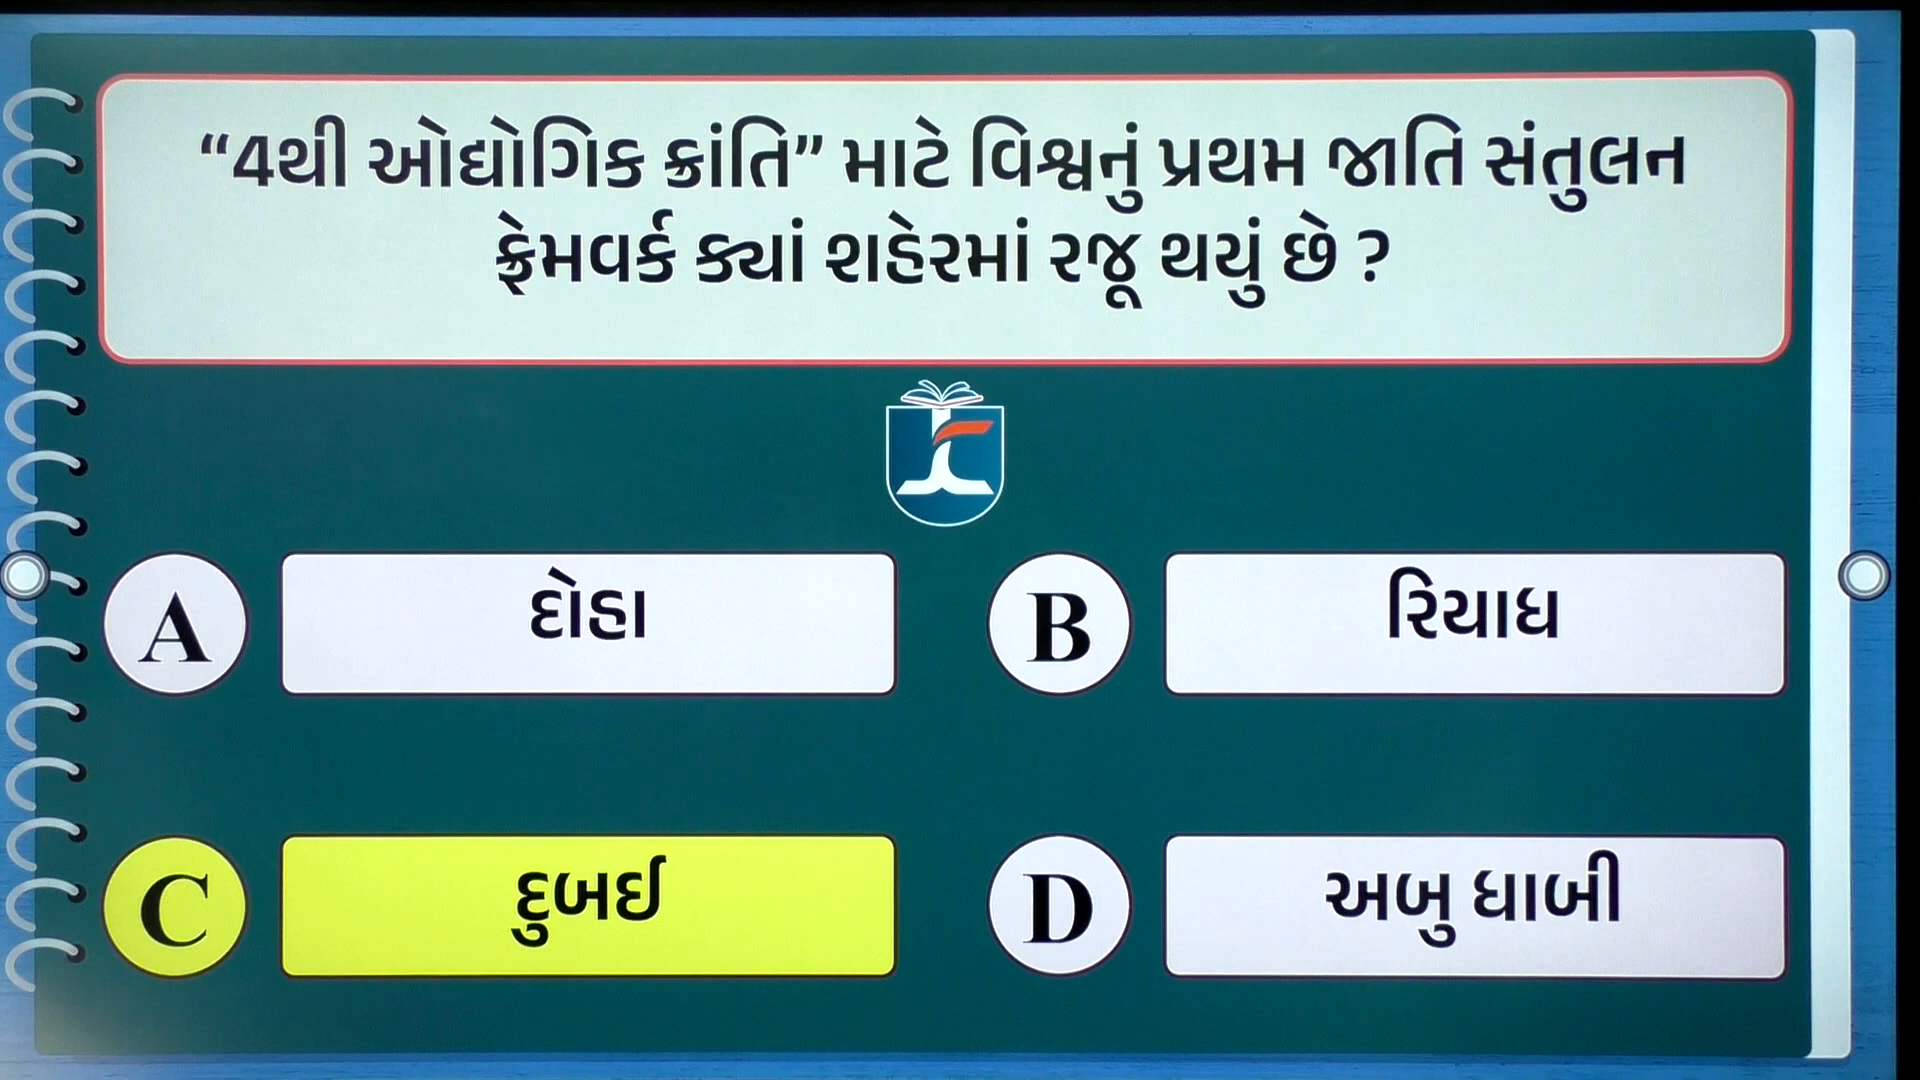 “4થી ઓદ્યોગિક ક્રાંતિ” માટે વિશ્વનું પ્રથમ જાતિ સંતુલન
ફ્રેમવર્ક ક્યાં શહેરમાં રજૂ થયું છે ?
A દોહા
B રિયાધ
C દુબઈ
D અબુ ધાબી